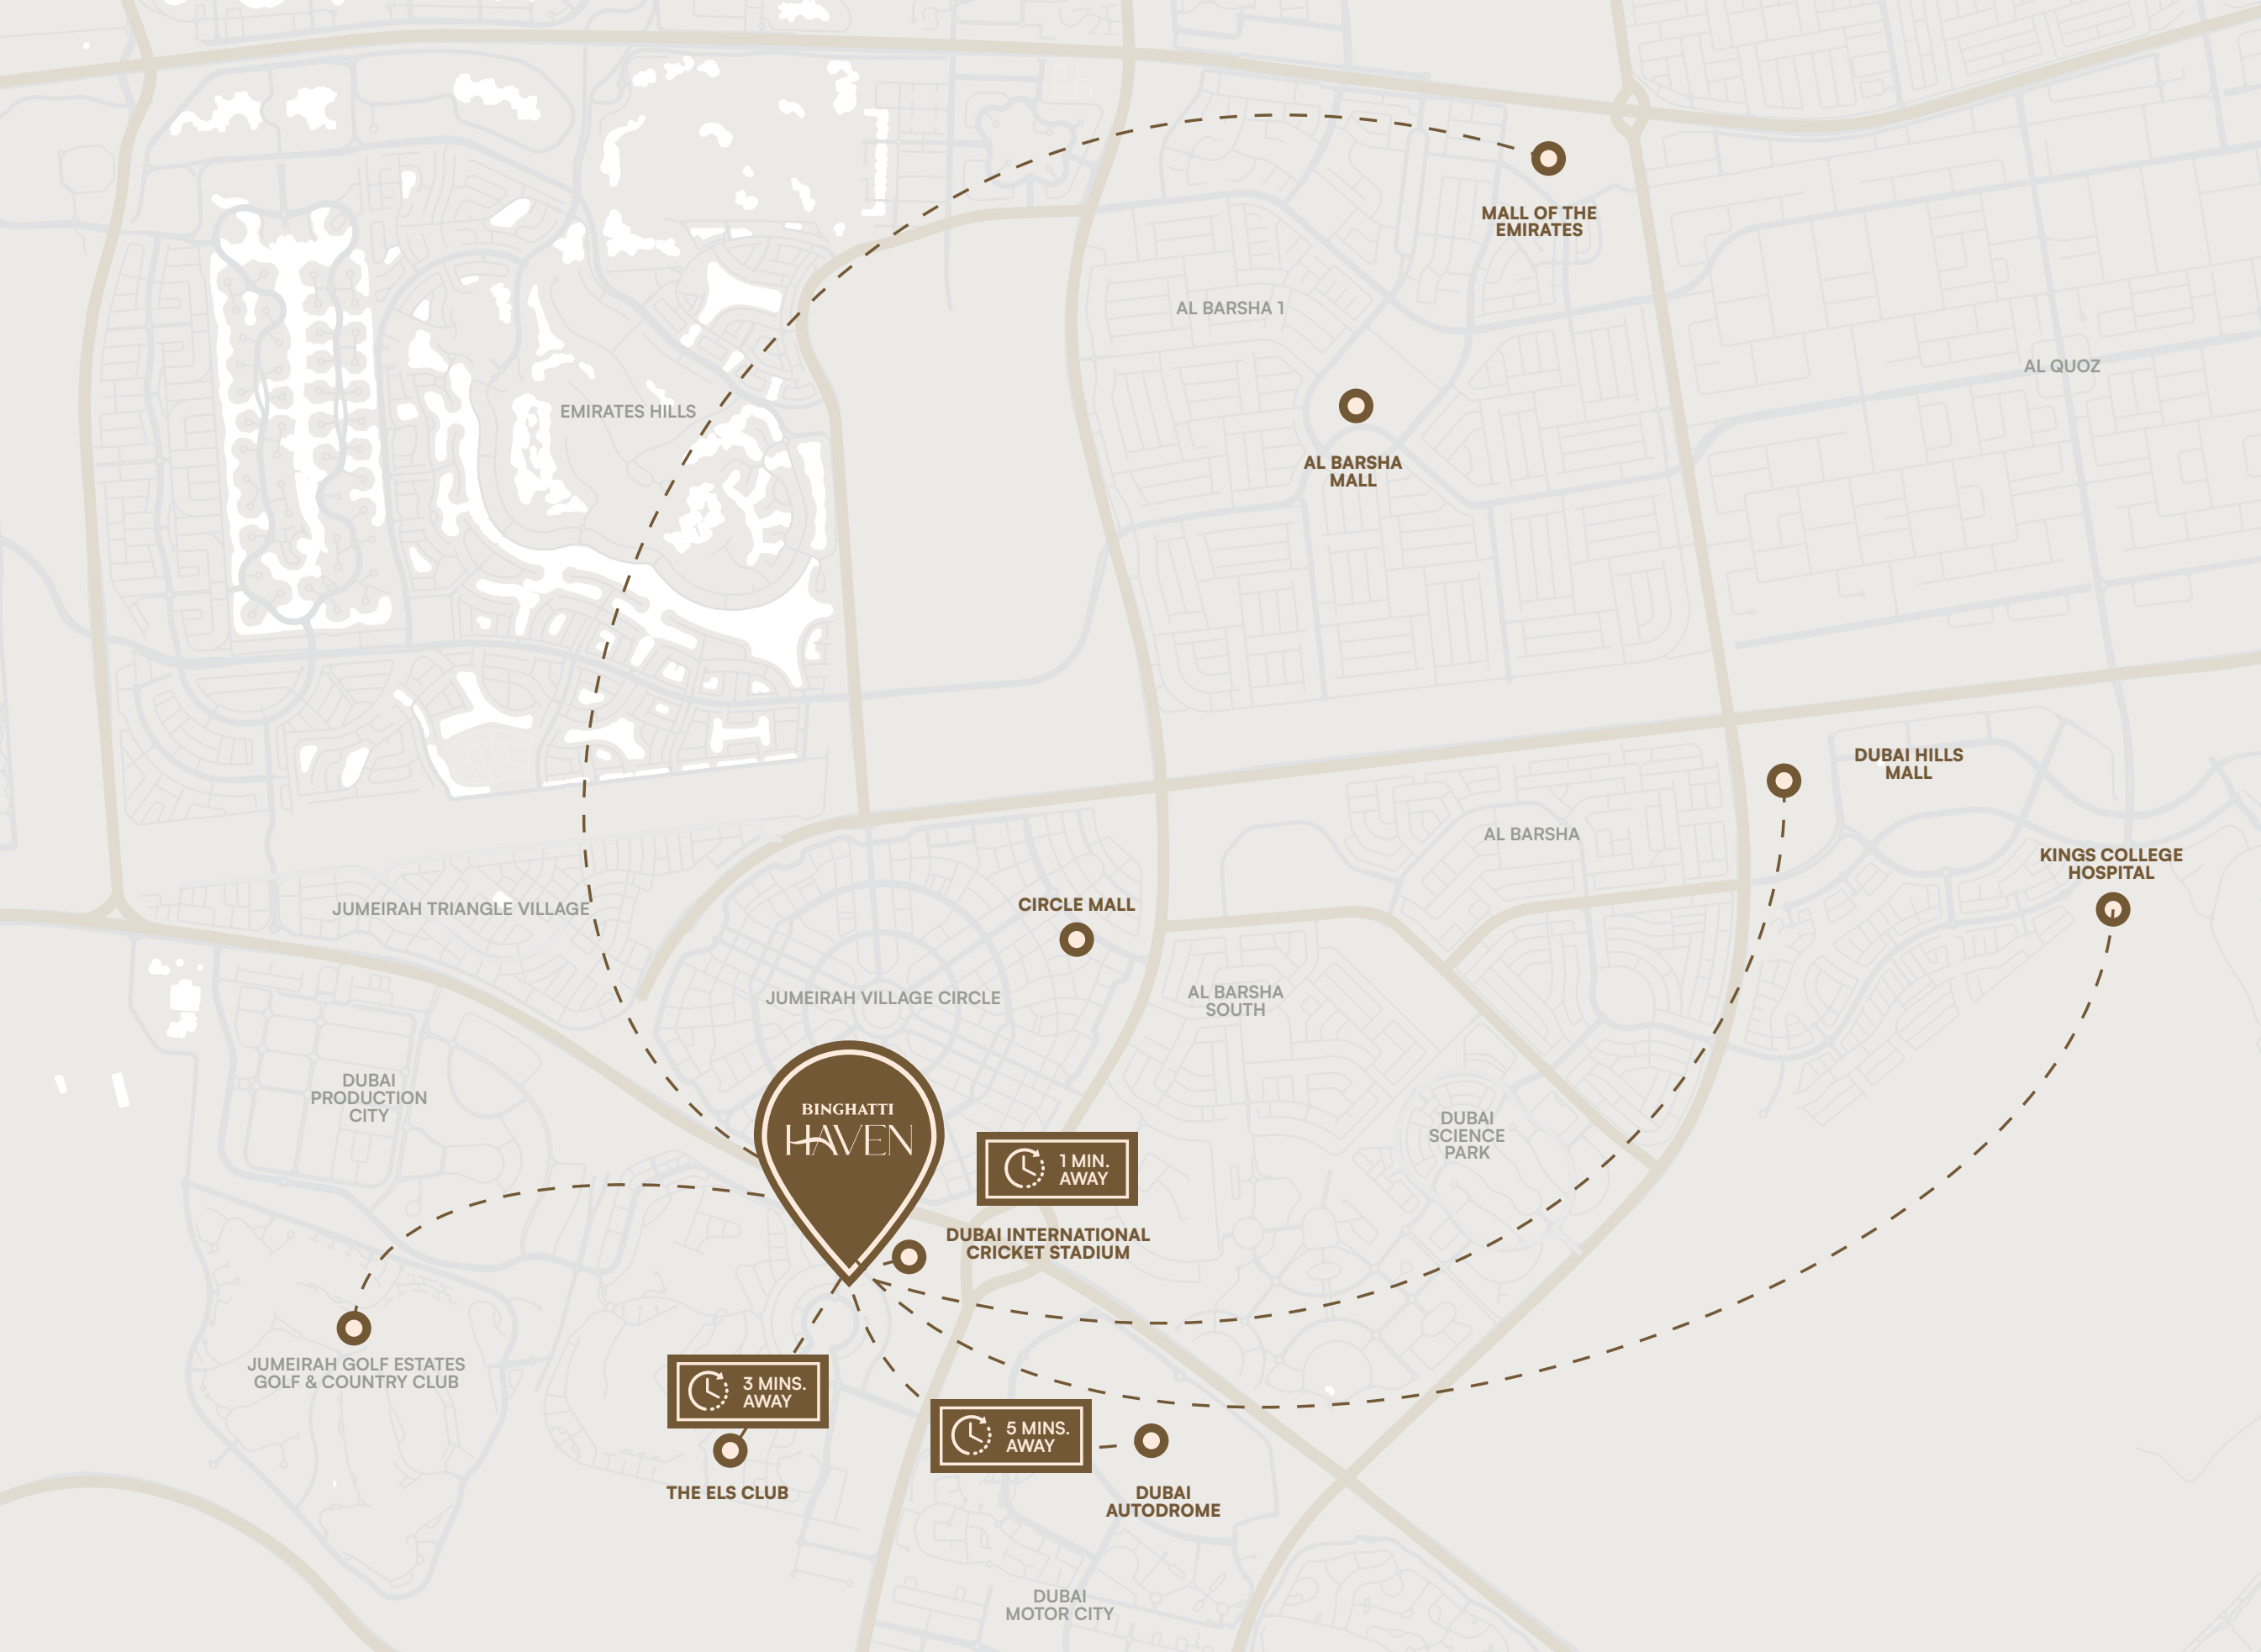 MALL OF THE
EMIRATES
AL BARSHA 1
AL QUOZ
EMIRATES HILLS
AL BARSHA
MALL
DUBAI HILLS
MALL
AL BARSHA
KINGS COLLEGE
HOSPITAL
JUMEIRAH TRIANGLE VILLAGE
CIRCLE MALL
JUMEIRAH VILLAGE CIRCLE
AL BARSHA
SOUTH
DUBAI
PRODUCTION
CITY
BINGHATTI
HAVEN
DUBAI
SCIENCE
PARK
1 MIN.
AWAY
DUBAI INTERNATIONAL
CRICKET STADIUM
JUMEIRAH GOLF ESTATES
GOLF & COUNTRY CLUB
3 MINS.
AWAY
5 MINS.
AWAY
THE ELS CLUB
DUBAI
AUTODROME
DUBAI
MOTOR CITY